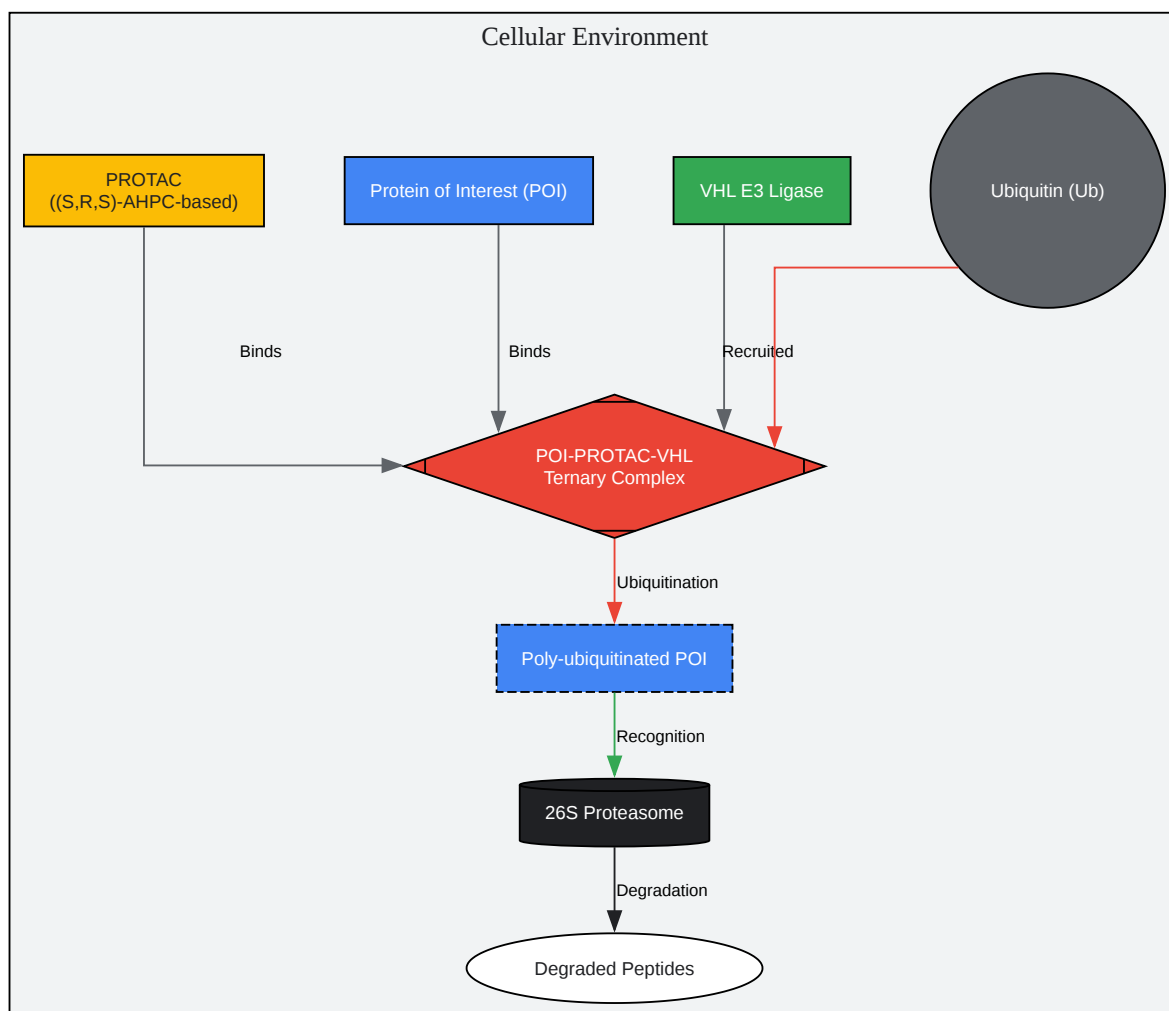 Cellular Environment
PROTAC
((S,R,S)-AHPC-based)
Protein of Interest (POI)
VHL E3 Ligase
Ubiquitin (Ub)
Binds
Binds
Recruited
POI-PROTAC-VHL
Ternary Complex
Ubiquitination
Poly-ubiquitinated POI
Recognition
26S Proteasome
Degradation
Degraded Peptides